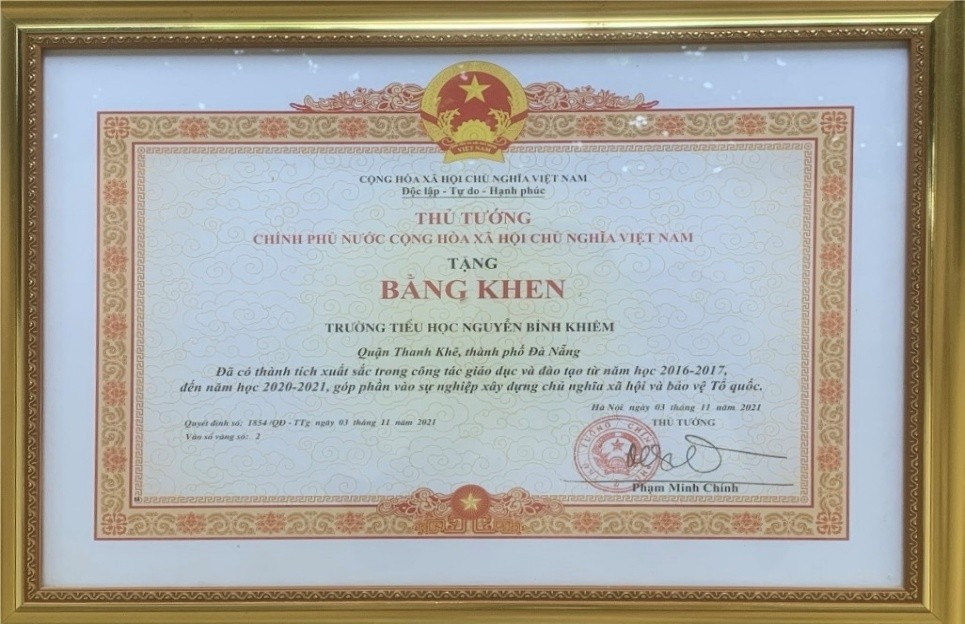 VIỆT NAM
CỘNG HÒA XÃ HỘI CHỦ NGHĨA VIỆT NAM
Độc lập - Tự do - Hạnh phúc
THỦ TƯỚNG
CHÍNH PHỦ NƯỚC CỘNG HÒA XÃ HỘI CHỦ NGHĨA VIỆT NAM
TẶNG
BẰNG KHEN
TRƯỜNG TIỂU HỌC NGUYỄN BỈNH KHIÊM
Quận Thanh Khê, thành phố Đà Nẵng
Đã có thành tích xuất sắc trong công tác giáo dục và đào tạo từ năm học 2016-2017,
đến năm học 2020-2021, góp phần vào sự nghiệp xây dựng chủ nghĩa xã hội và bảo vệ Tổ quốc.
Hà Nội, ngày 03 tháng 11 năm 2021
Quyết định số: 1854/QĐ - TTg ngày 03 tháng 11 năm 2021
THỦ TƯỚNG
Vào sổ vàng số: 2
THỦ TƯỚNG CHÍNH
Phạm Minh Chính